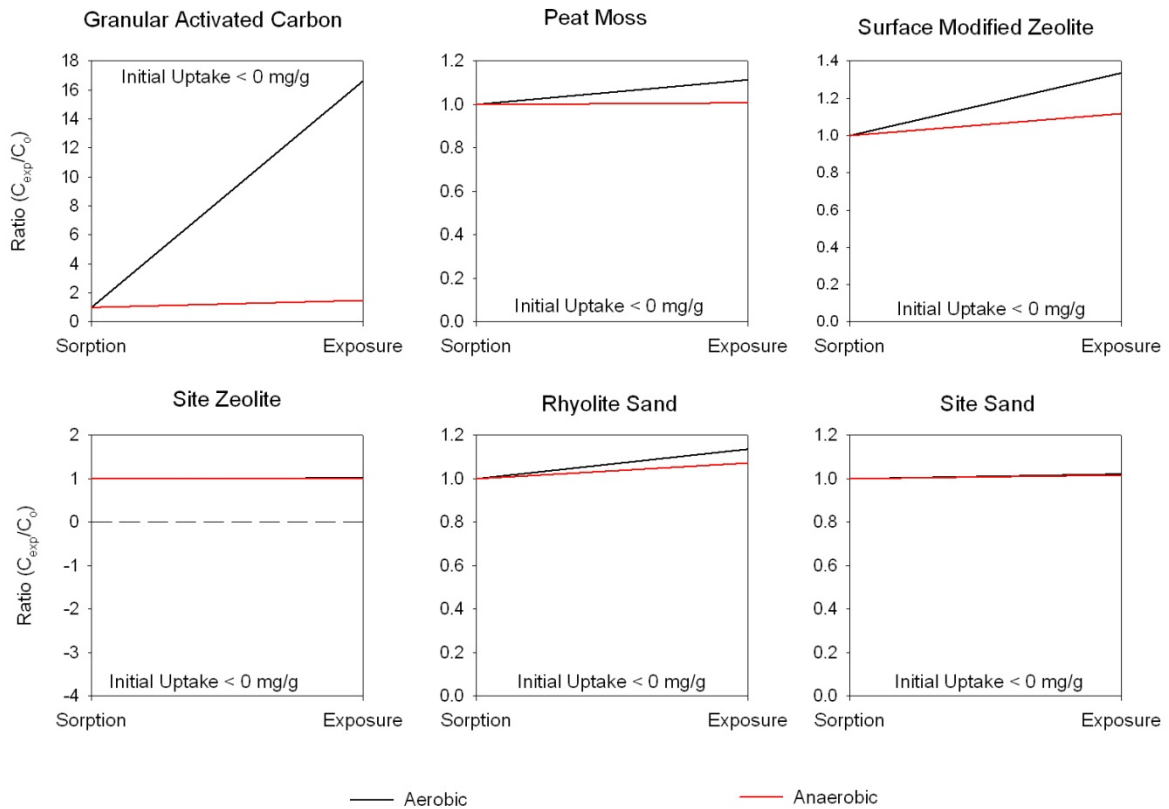 Granular Activated Carbon
Peat Moss
Surface Modified Zeolite
Ratio (C_exp/C_o)
18
16
14
12
10
8
6
4
2
0
Initial Uptake < 0 mg/g
Sorption
Exposure
1.2
1.0
0.8
0.6
0.4
0.2
0.0
Initial Uptake < 0 mg/g
Sorption
Exposure
1.4
1.2
1.0
0.8
0.6
0.4
0.2
0.0
Initial Uptake < 0 mg/g
Sorption
Exposure
Site Zeolite
Rhyolite Sand
Site Sand
Ratio (C_exp/C_o)
2
1
0
-1
-2
-3
-4
Initial Uptake < 0 mg/g
Sorption
Exposure
1.2
1.0
0.8
0.6
0.4
0.2
0.0
Initial Uptake < 0 mg/g
Sorption
Exposure
1.2
1.0
0.8
0.6
0.4
0.2
0.0
Initial Uptake < 0 mg/g
Sorption
Exposure
Aerobic
Anaerobic